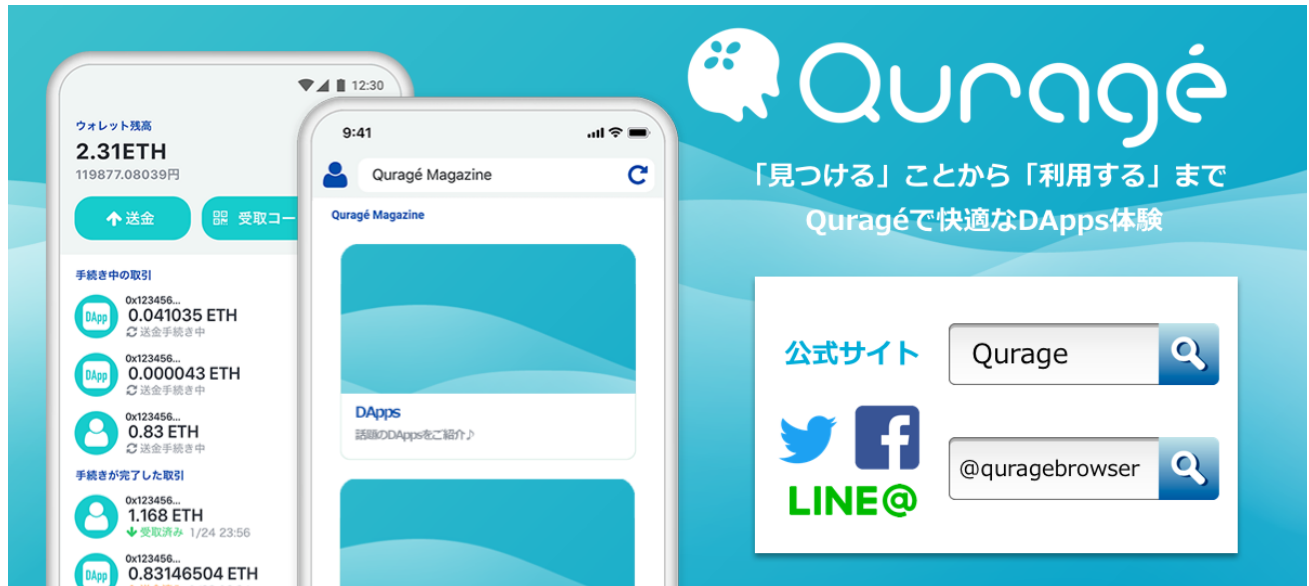 12:30
ウォレット残高
2.31ETH
119877.08039円
送金
受取コー
手続き中の取引
DApp
0x123456...
0.041035 ETH
送金手続き中
DApp
0x123456...
0.000043 ETH
送金手続き中
0x123456...
0.83 ETH
送金手続き中
手続きが完了した取引
0x123456...
1.168 ETH
受取済み 1/24 23:56
DApp
0x123456...
0.83146504 ETH
9:41
Quragé Magazine
Quragé Magazine
DApps
話題のDAppsをご紹介♪
Quragé
「見つける」ことから「利用する」まで
Quragéで快適なDApps体験
公式サイト
Qurage
LINE@
@quragebrowser